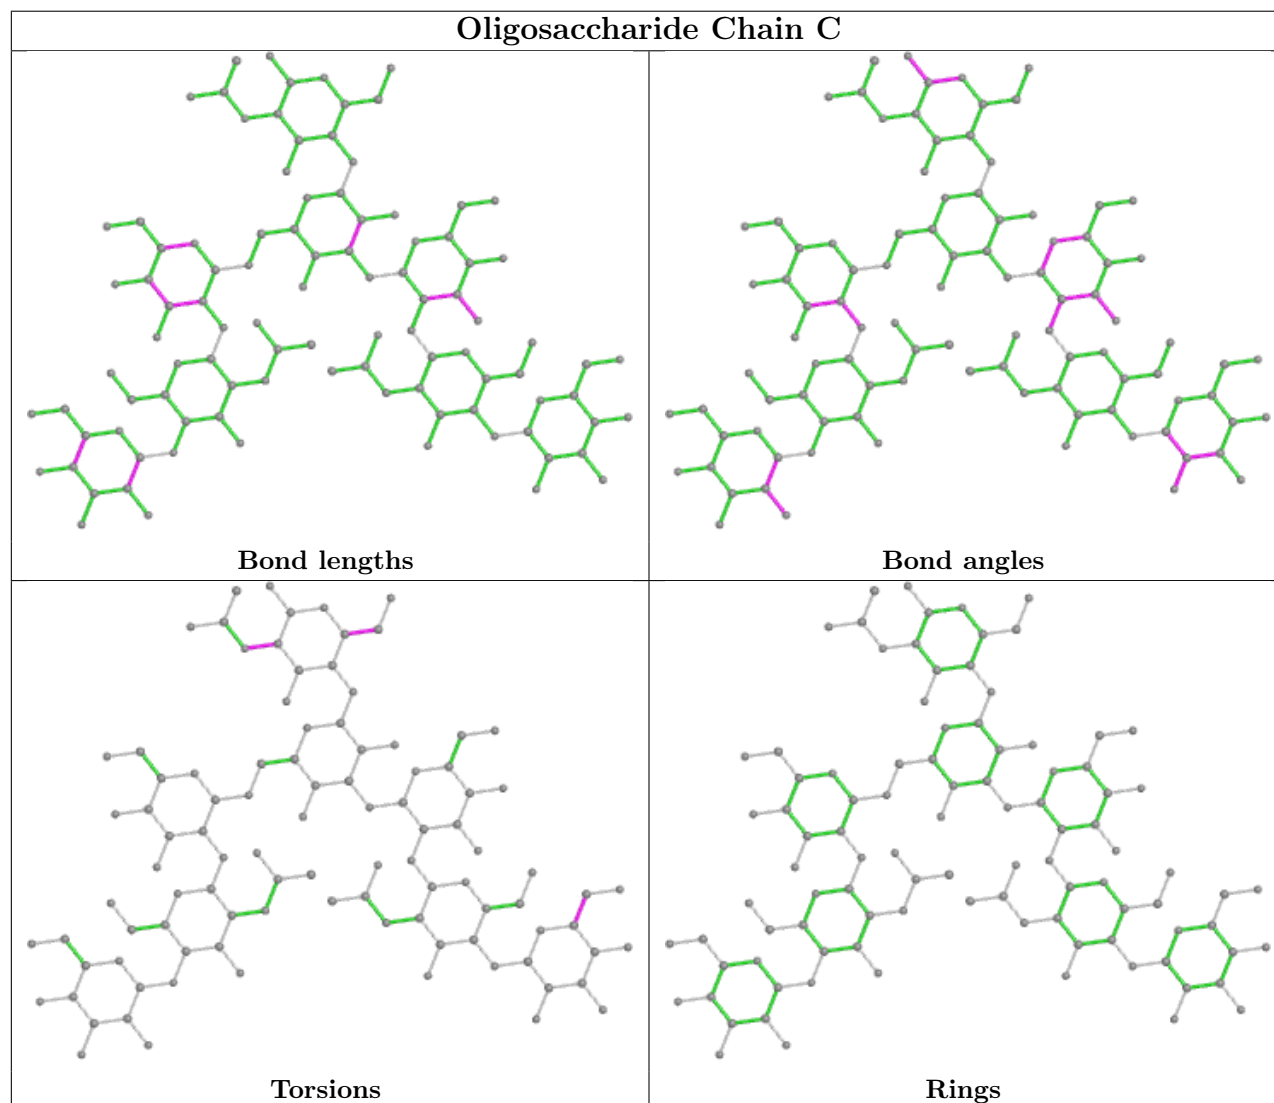 Oligosaccharide Chain C
Bond lengths
Bond angles
Torsions
Rings